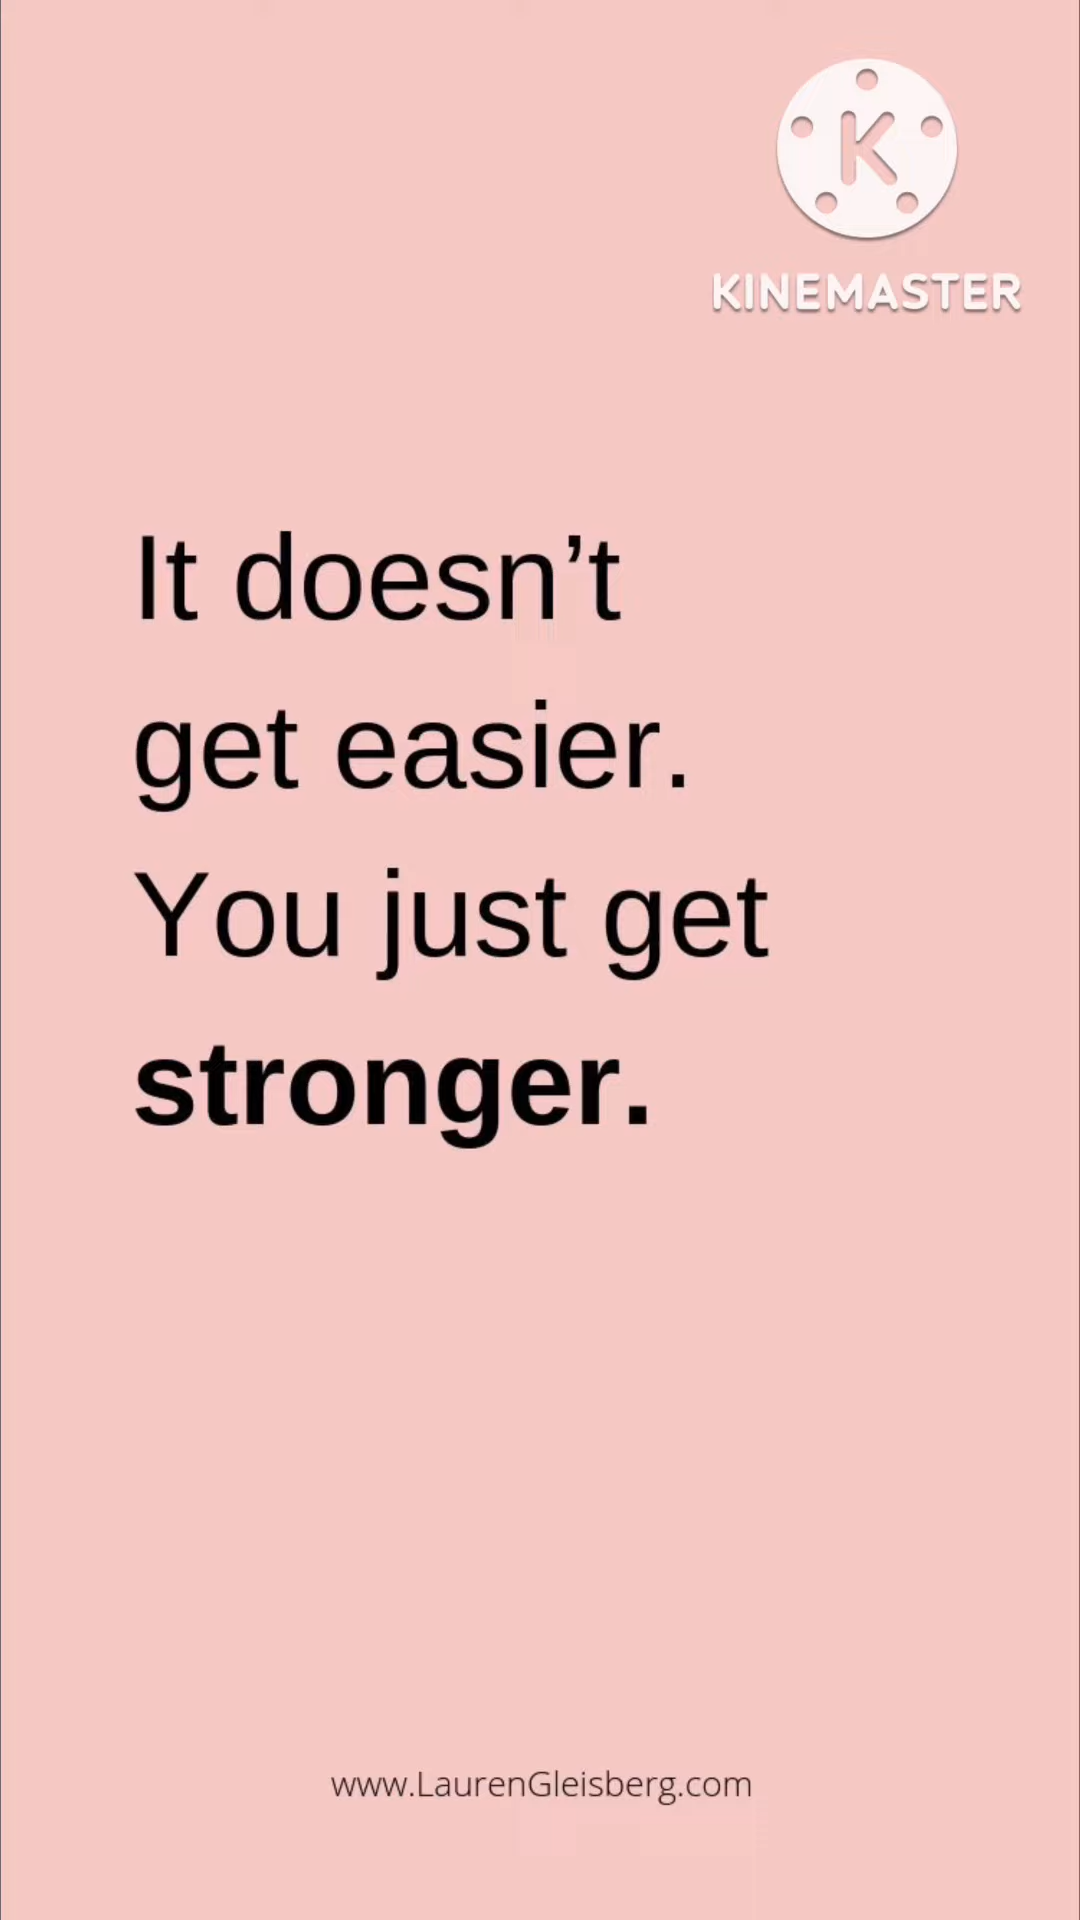 K
KINEMASTER
It doesn’t
get easier.
You just get
stronger.
www.LaurenGleisberg.com